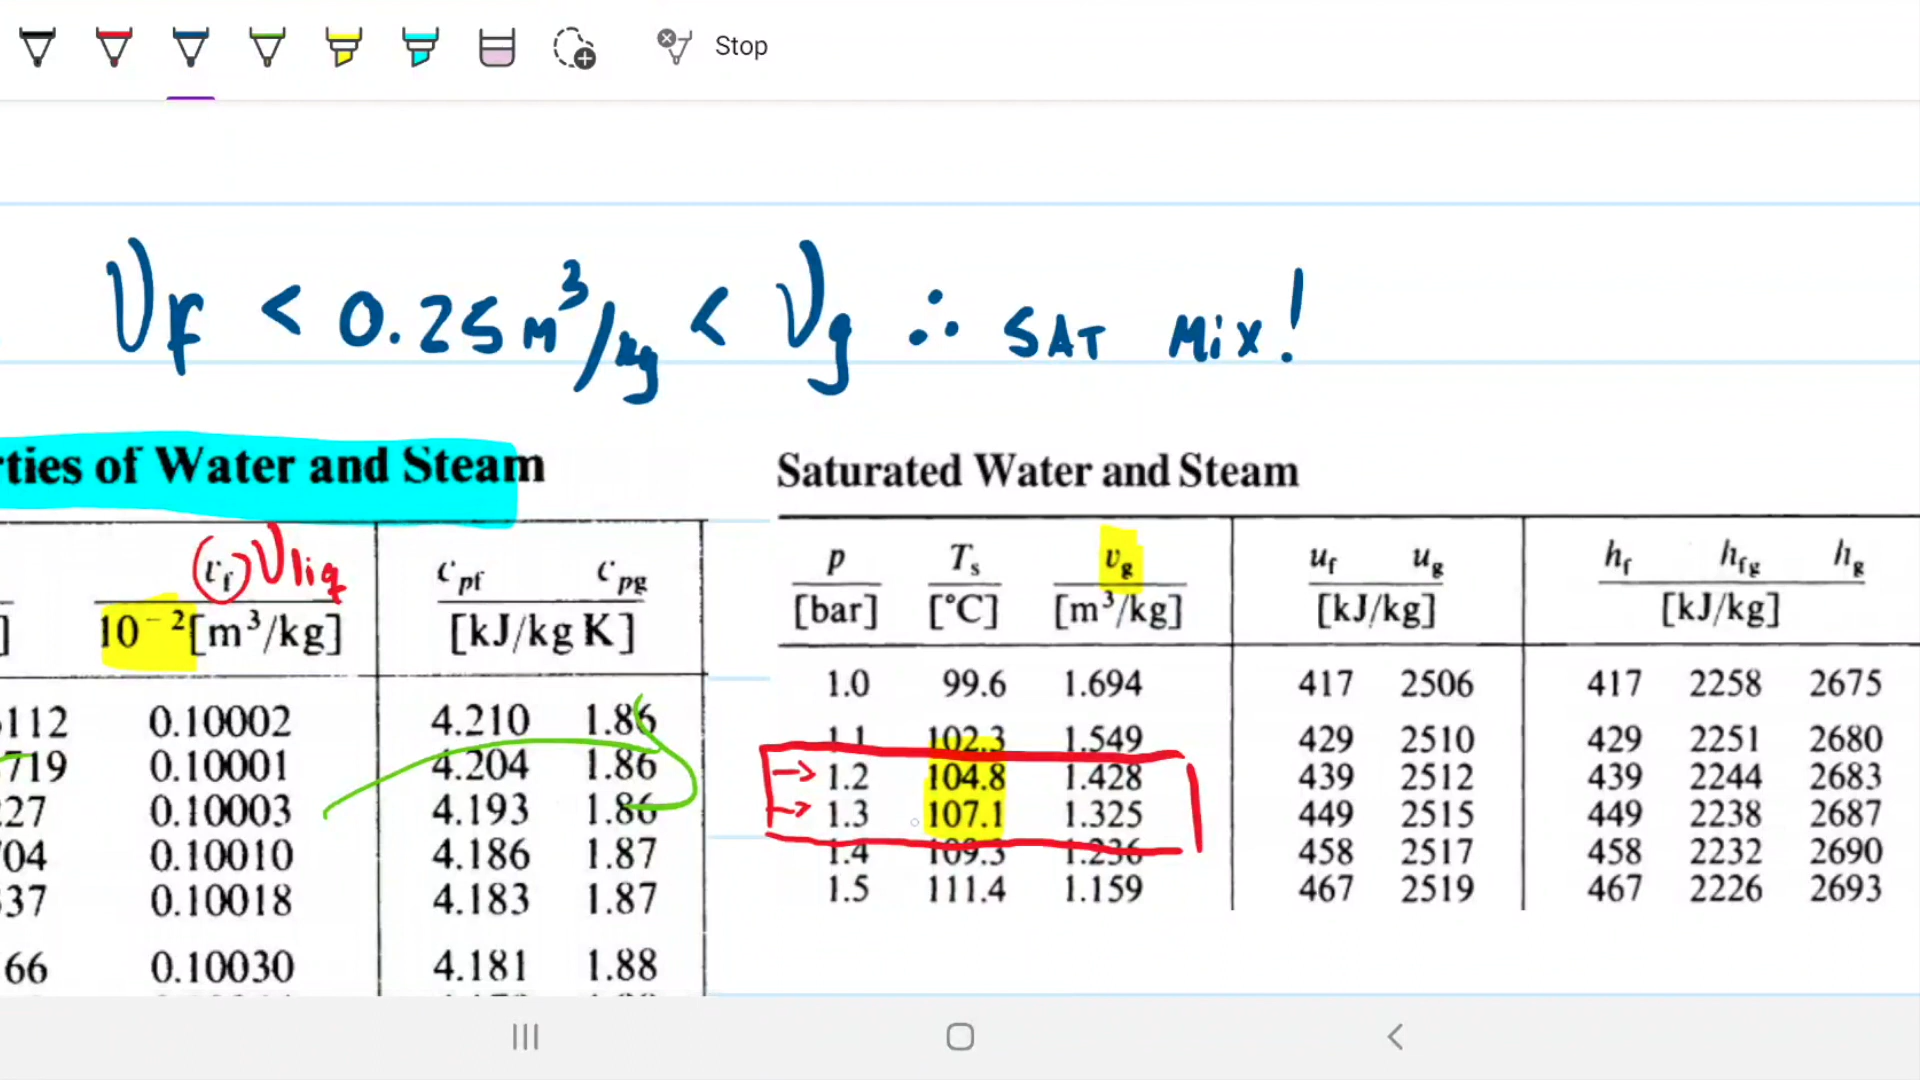 Stop
Vf < 0.25 m³/kg < Vg ∴ SAT MIX!
rties of Water and Steam
vf Vliq
10⁻² [m³/kg]
cpf cpg
[kJ/kg K]
112 0.10002 4.210 1.86
719 0.10001 4.204 1.86
27 0.10003 4.193 1.86
04 0.10010 4.186 1.87
37 0.10018 4.183 1.87
66 0.10030 4.181 1.88
Saturated Water and Steam
p Ts vg uf ug hf hfg hg
[bar] [°C] [m³/kg] [kJ/kg] [kJ/kg]
1.0 99.6 1.694 417 2506 417 2258 2675
1.1 102.3 1.549 429 2510 429 2251 2680
→ 1.2 104.8 1.428 439 2512 439 2244 2683
→ 1.3 107.1 1.325 449 2515 449 2238 2687
1.4 109.3 1.236 458 2517 458 2232 2690
1.5 111.4 1.159 467 2519 467 2226 2693